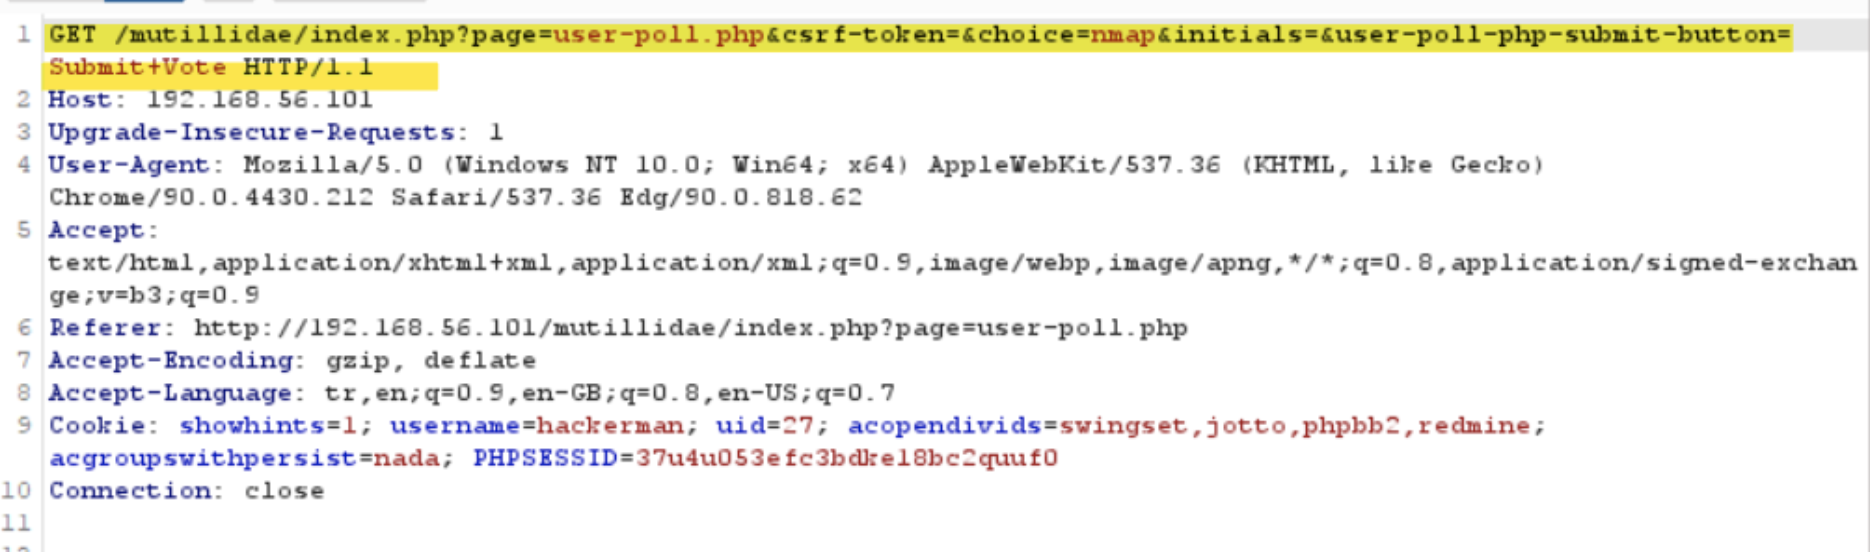 1 GET /mutillidae/index.php?page=user-poll.php&csrf-token=&choice=nmap&initials=&user-poll-php-submit-button=
Submit+Vote HTTP/1.1
2 Host: 192.168.56.101
3 Upgrade-Insecure-Requests: 1
4 User-Agent: Mozilla/5.0 (Windows NT 10.0; Win64; x64) AppleWebKit/537.36 (KHTML, like Gecko)
Chrome/90.0.4430.212 Safari/537.36 Edg/90.0.818.62
5 Accept:
text/html,application/xhtml+xml,application/xml;q=0.9,image/webp,image/apng,*/*;q=0.8,application/signed-exchan
ge;v=b3;q=0.9
6 Referer: http://192.168.56.101/mutillidae/index.php?page=user-poll.php
7 Accept-Encoding: gzip, deflate
8 Accept-Language: tr,en;q=0.9,en-GB;q=0.8,en-US;q=0.7
9 Cookie: showhints=1; username=hackerman; uid=27; acopendivids=swingset,jotto,phpbb2,redmine;
acgroupswithpersist=nada; PHPSESSID=37u4u053efc3bdkel8bc2quuf0
10 Connection: close
11